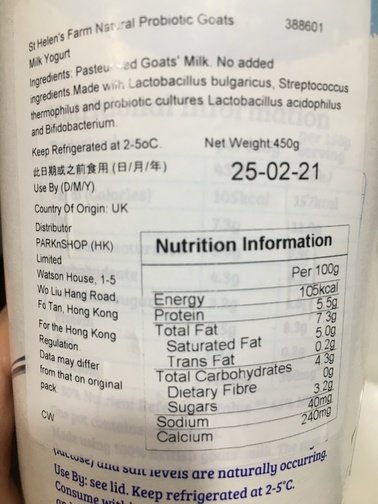 St Helen's Farm Natural Probiotic Goats
388601
Milk Yogurt
Ingredients: Pasteu ed Goats' Milk. No added
ingredients.Made with Lactobacillus bulgaricus, Streptococcus
thermophilus and probiotic cultures Lactobacillus acidophilus
and Bifidobacterium.
Keep Refrigerated at 2-5oC.
Net Weight:450g
此日期或之前食用 (日/月/年)
25-02-21
Use By (D/M/Y)
Country Of Origin: UK
Distributor
PARKnSHOP (HK)
Limited
Watson House, 1-5
Wo Liu Hang Road,
Fo Tan, Hong Kong
For the Hong Kong
Regulation.
Data may differ
from that on original
pack.
CW
Nutrition Information
Per 100g
Energy 105kcal
Protein 5.5g
Total Fat 7.3g
Saturated Fat 5.0g
Trans Fat 0.2g
Total Carbohydrates 4.3g
Dietary Fibre 0g
Sugars 3.2g
Sodium 40mg
Calcium 240mg
levels are naturally occurring.
Use By: see lid. Keep refrigerated at 2-5°C.
Consume